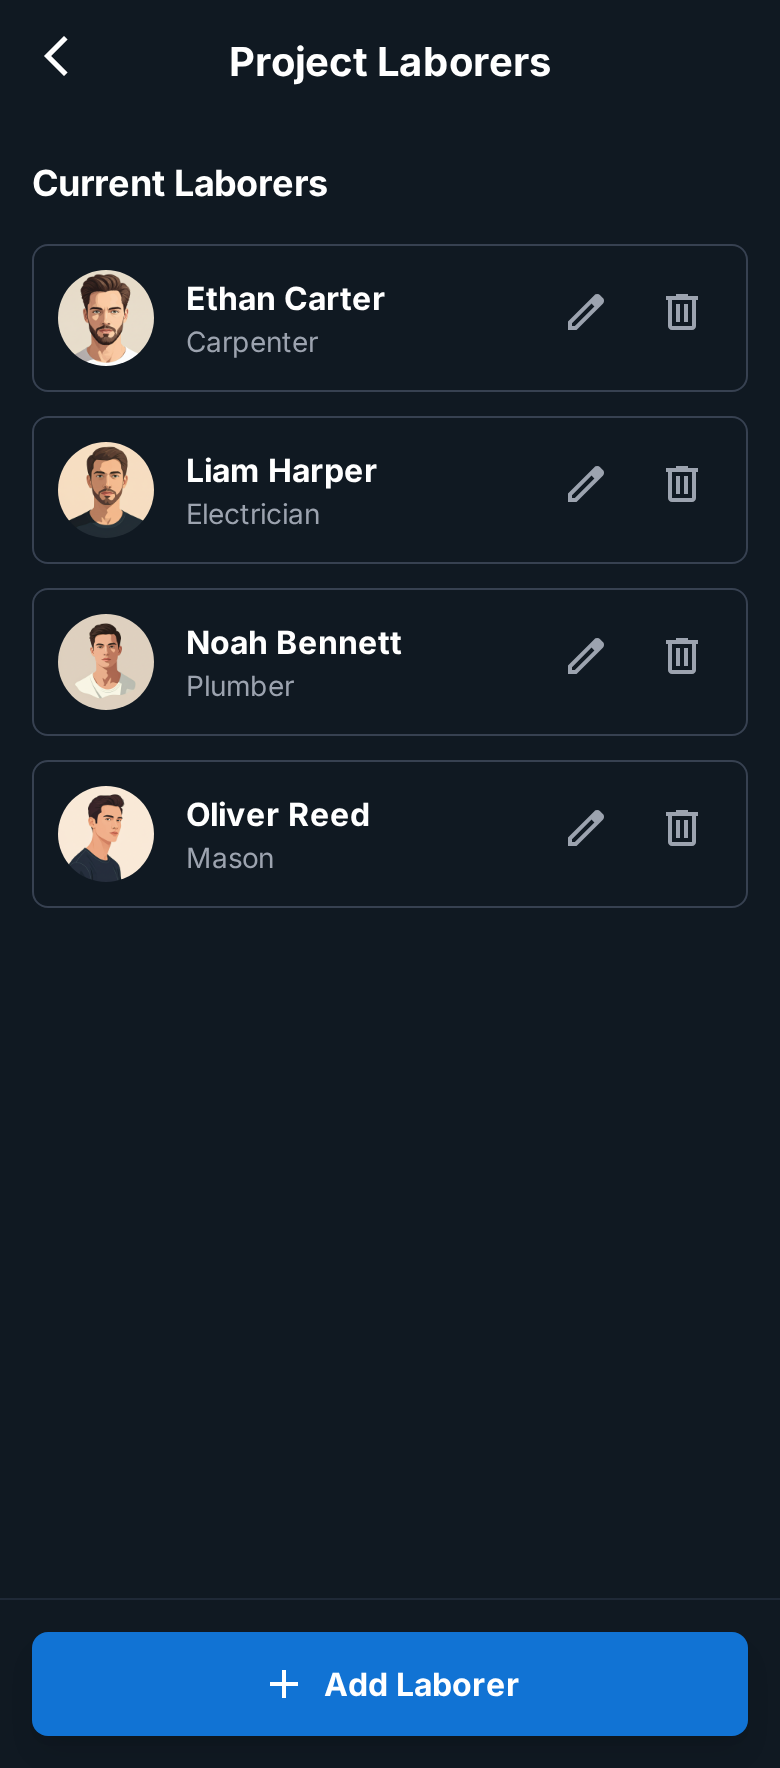 Project Laborers
Current Laborers
Ethan Carter
Carpenter
Liam Harper
Electrician
Noah Bennett
Plumber
Oliver Reed
Mason
Add Laborer